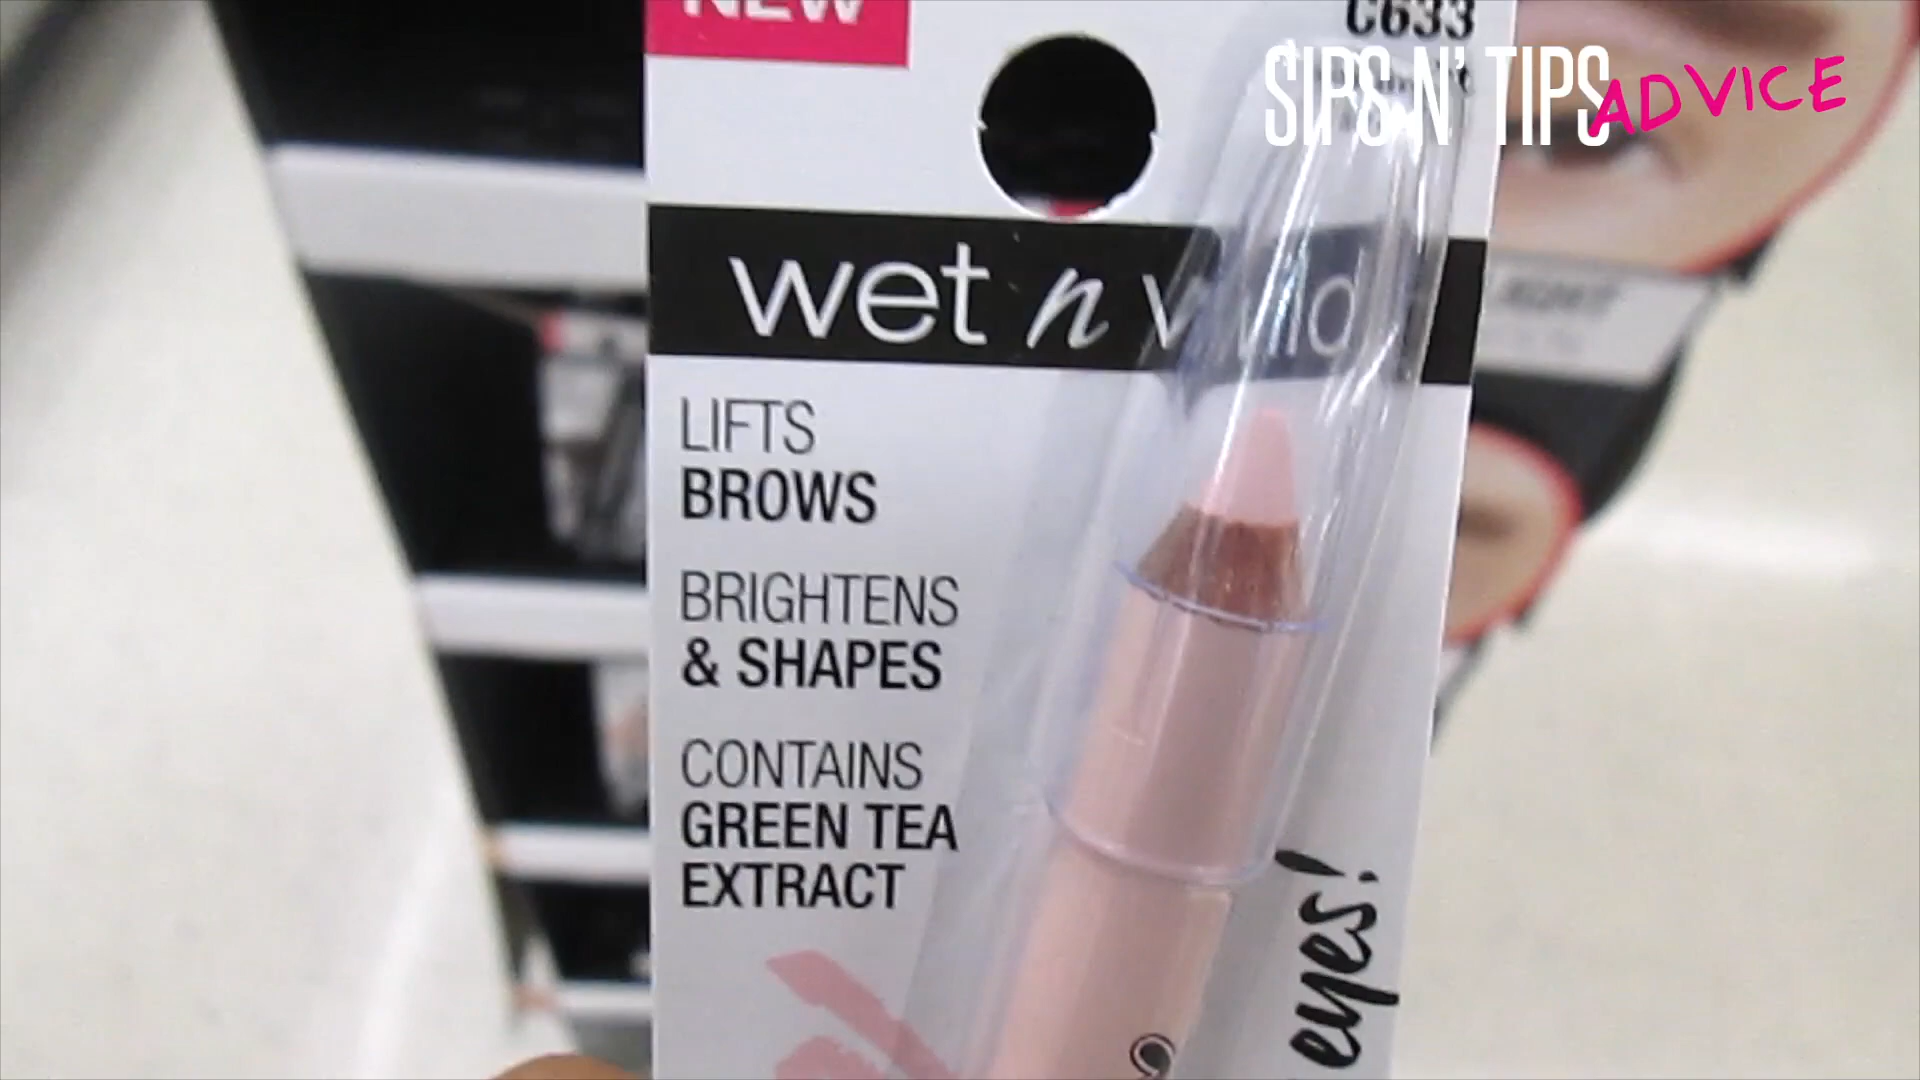 NEW
C633
SIPS N' TIPS ADVICE
wet n wild
LIFTS
BROWS
BRIGHTENS
& SHAPES
CONTAINS
GREEN TEA
EXTRACT
eyes!